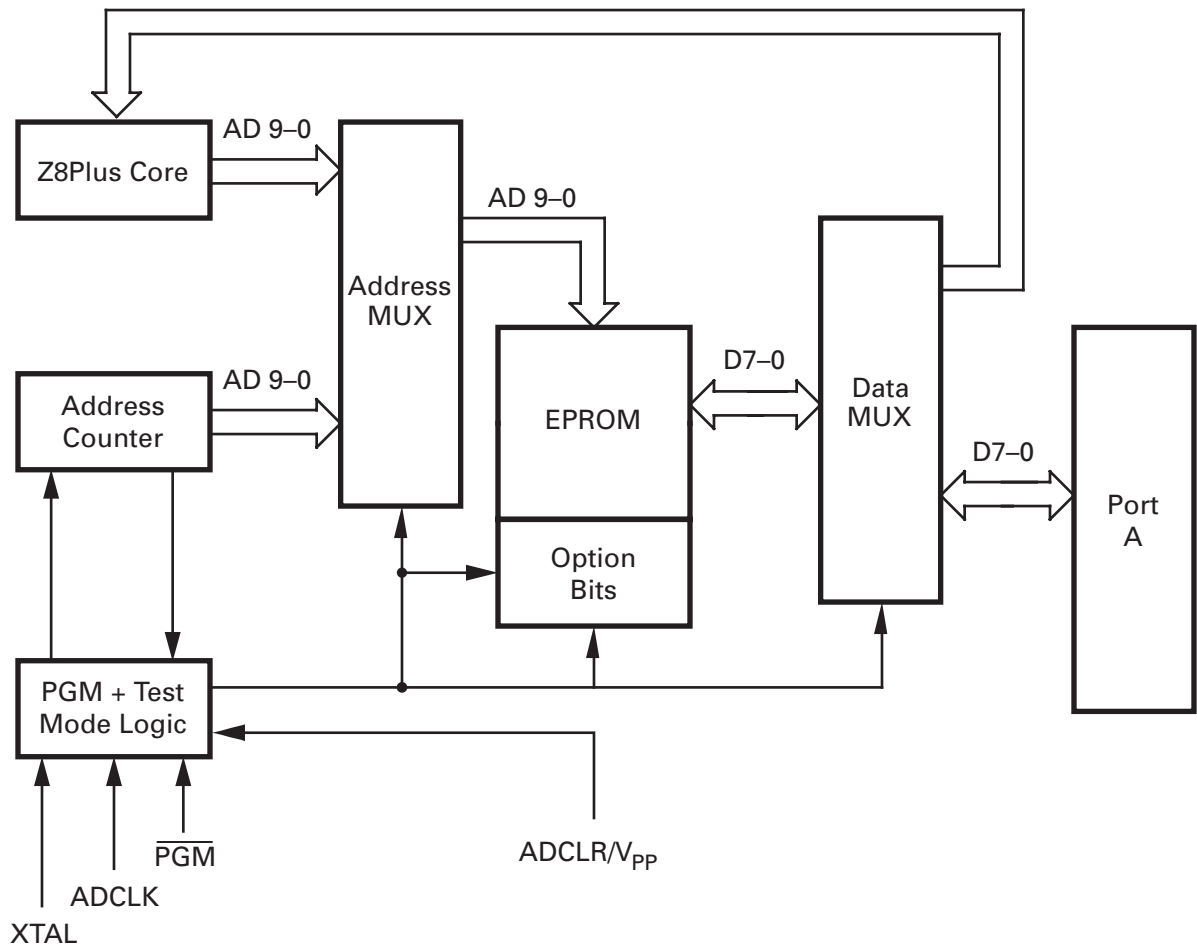 Z8Plus Core
AD 9–0
AD 9–0
Address
MUX
Address
Counter
AD 9–0
EPROM
D7–0
Data
MUX
D7–0
Port
A
Option
Bits
PGM + Test
Mode Logic
PGM
ADCLR/VPP
ADCLK
XTAL